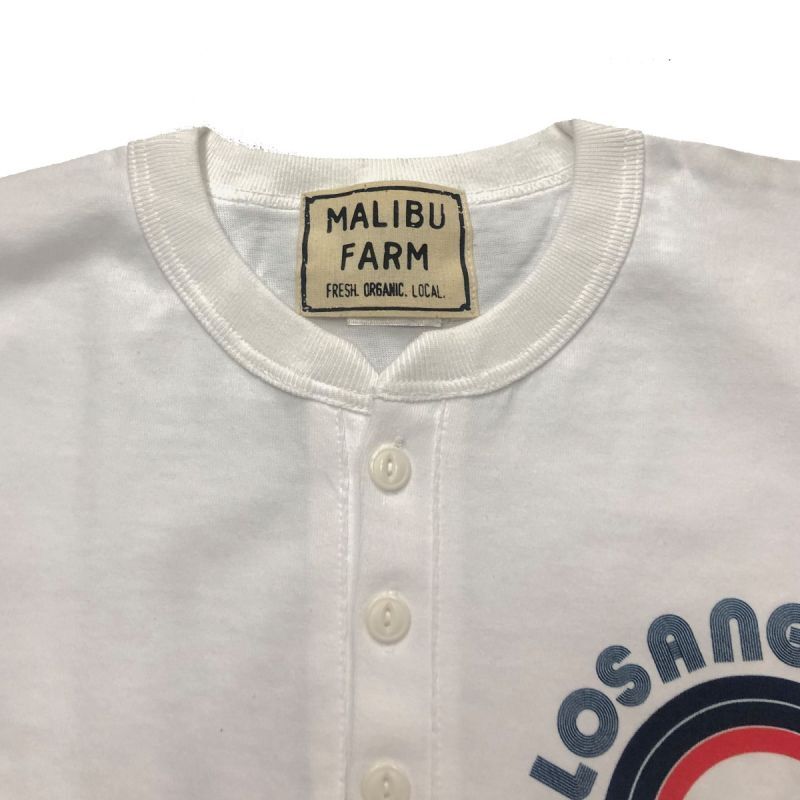 MALIBU
FARM
FRESH. ORGANIC. LOCAL.
LOSANG